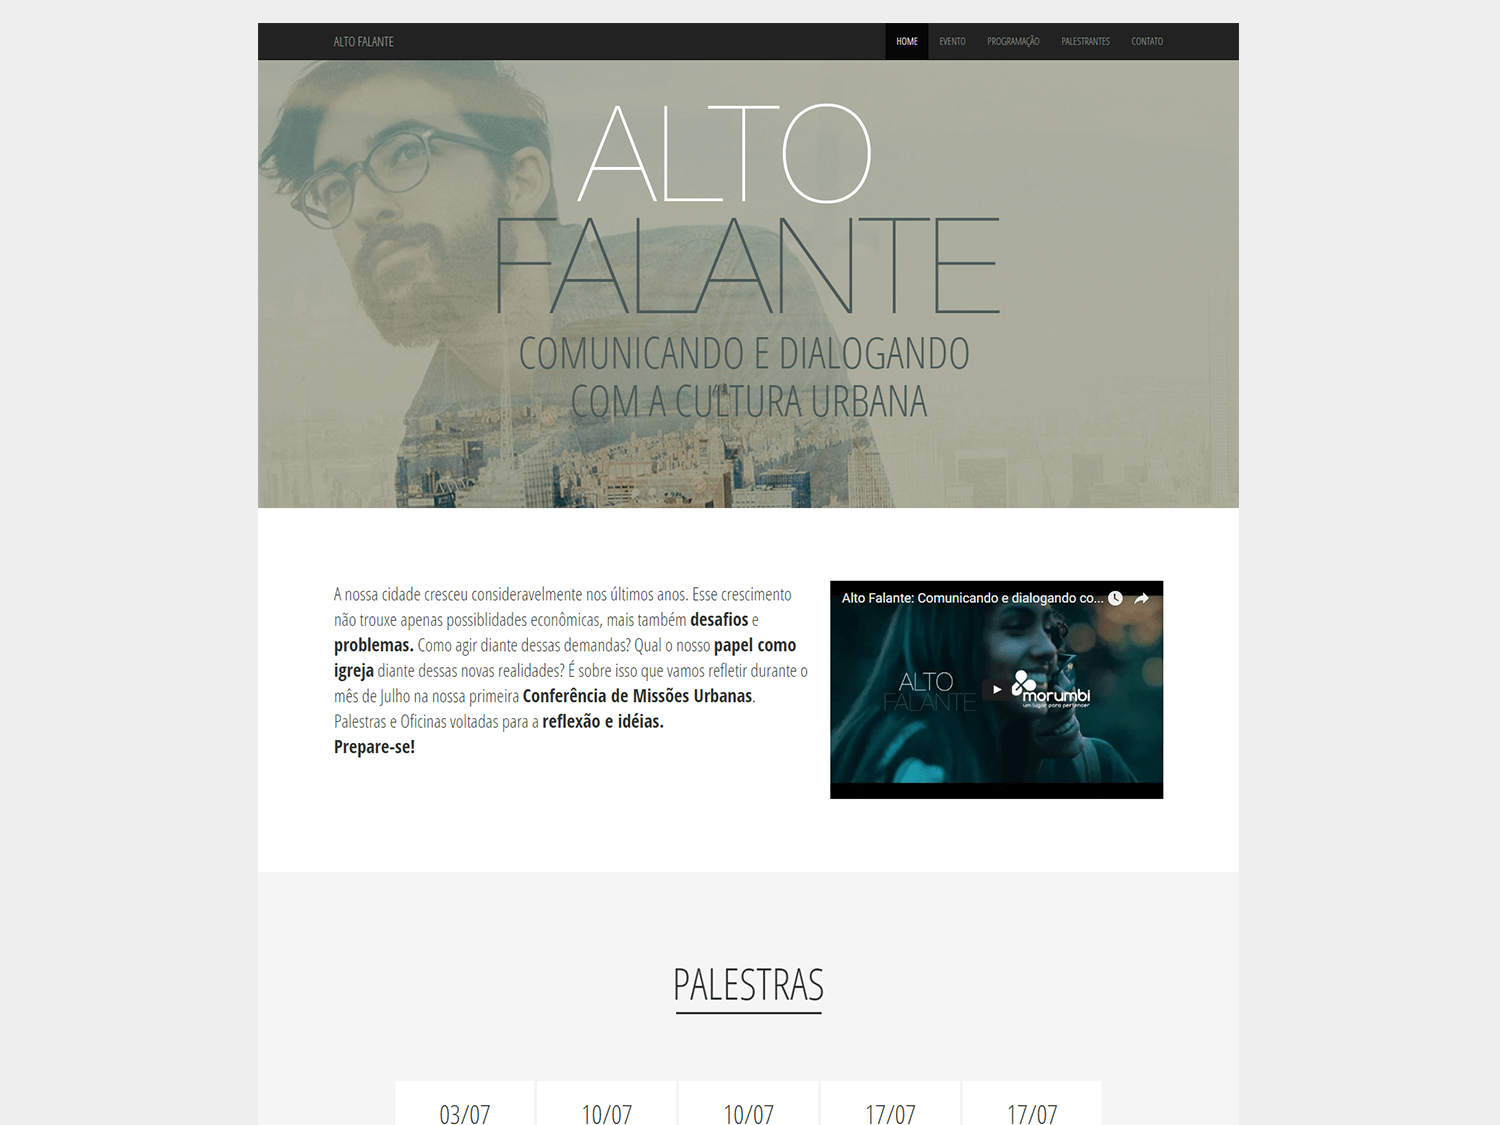 ALTO FALANTE
HOME EVENTO PROGRAMAÇÃO PALESTRANTES CONTATO
ALTO
FALANTE
COMUNICANDO E DIALOGANDO
COM A CULTURA URBANA
A nossa cidade cresceu consideravelmente nos últimos anos. Esse crescimento
não trouxe apenas possiblidades econômicas, mais também desafios e
problemas. Como agir diante dessas demandas? Qual o nosso papel como
igreja diante dessas novas realidades? É sobre isso que vamos refletir durante o
mês de Julho na nossa primeira Conferência de Missões Urbanas.
Palestras e Oficinas voltadas para a reflexão e idéias.
Prepare-se!
Alto Falante: Comunicando e dialogando co...
ALTO
FALANTE
morumbi
um lugar para pertencer
PALESTRAS
03/07 10/07 10/07 17/07 17/07